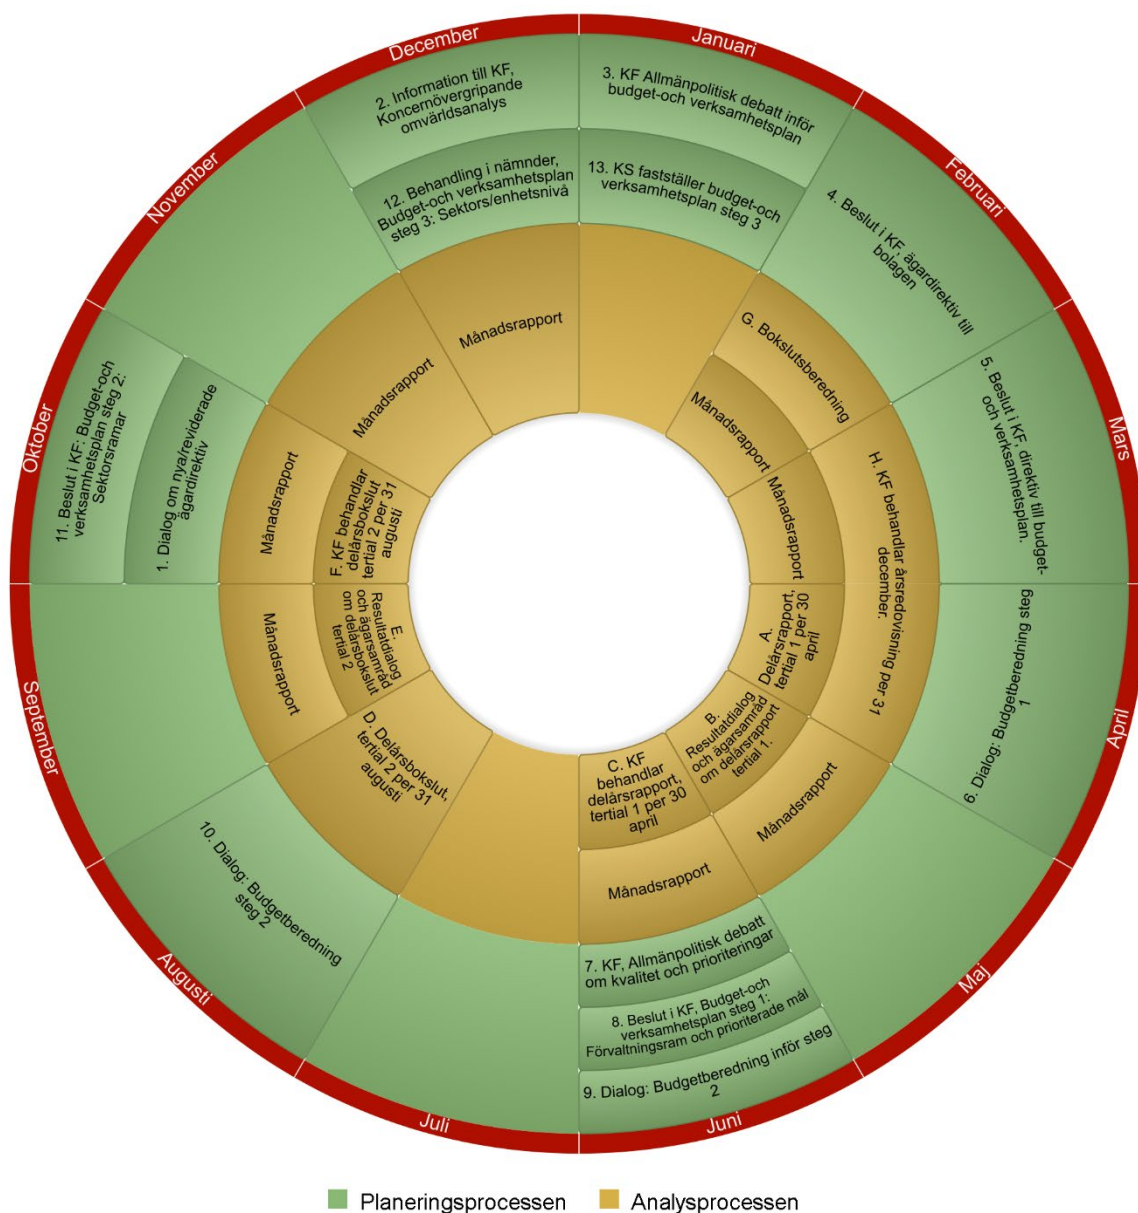 Januari
Februari
Mars
April
Maj
Juni
Juli
Augusti
September
Oktober
November
December
3. KF Allmänpolitisk debatt inför
budget-och verksamhetsplan
13. KS fastställer budget-och
verksamhetsplan steg 3
4. Beslut i KF, ägardirektiv till
bolagen
G. Bokslutsberedning
Månadsrapport
5. Beslut i KF, direktiv till budget-
och verksamhetsplan.
H. KF behandlar årsredovisning per 31
december.
Månadsrapport
6. Dialog: Budgetberedning steg
1
A.
Delårsrapport,
tertial 1 per 30
april
B.
Resultatdialog
och ägarsamråd
om delårsrapport
tertial 1.
Månadsrapport
C. KF
behandlar
delårsrapport,
tertial 1 per 30
april
Månadsrapport
7. KF, Allmänpolitisk debatt
om kvalitet och prioriteringar
8. Beslut i KF, Budget-och
verksamhetsplan steg 1:
Förvaltningsram och prioriterade mål
9. Dialog: Budgetberedning inför steg
2
10. Dialog: Budgetberedning
steg 2
D. Delårsbokslut,
tertial 2 per 31
augusti
E.
Resultatdialog
och ägarsamråd
om delårsbokslut
tertial 2
Månadsrapport
11. Beslut i KF: Budget-och
verksamhetsplan steg 2:
Sektorsramar
1. Dialog om nya/reviderade
ägardirektiv
Månadsrapport
F. KF behandlar
delårsbokslut
tertial 2 per 31
augusti
Månadsrapport
2. Information till KF,
Koncernövergripande
omvärldsanalys
12. Behandling i nämnder,
Budget-och verksamhetsplan
steg 3: Sektors/enhetsnivå
Månadsrapport
Planeringsprocessen
Analysprocessen